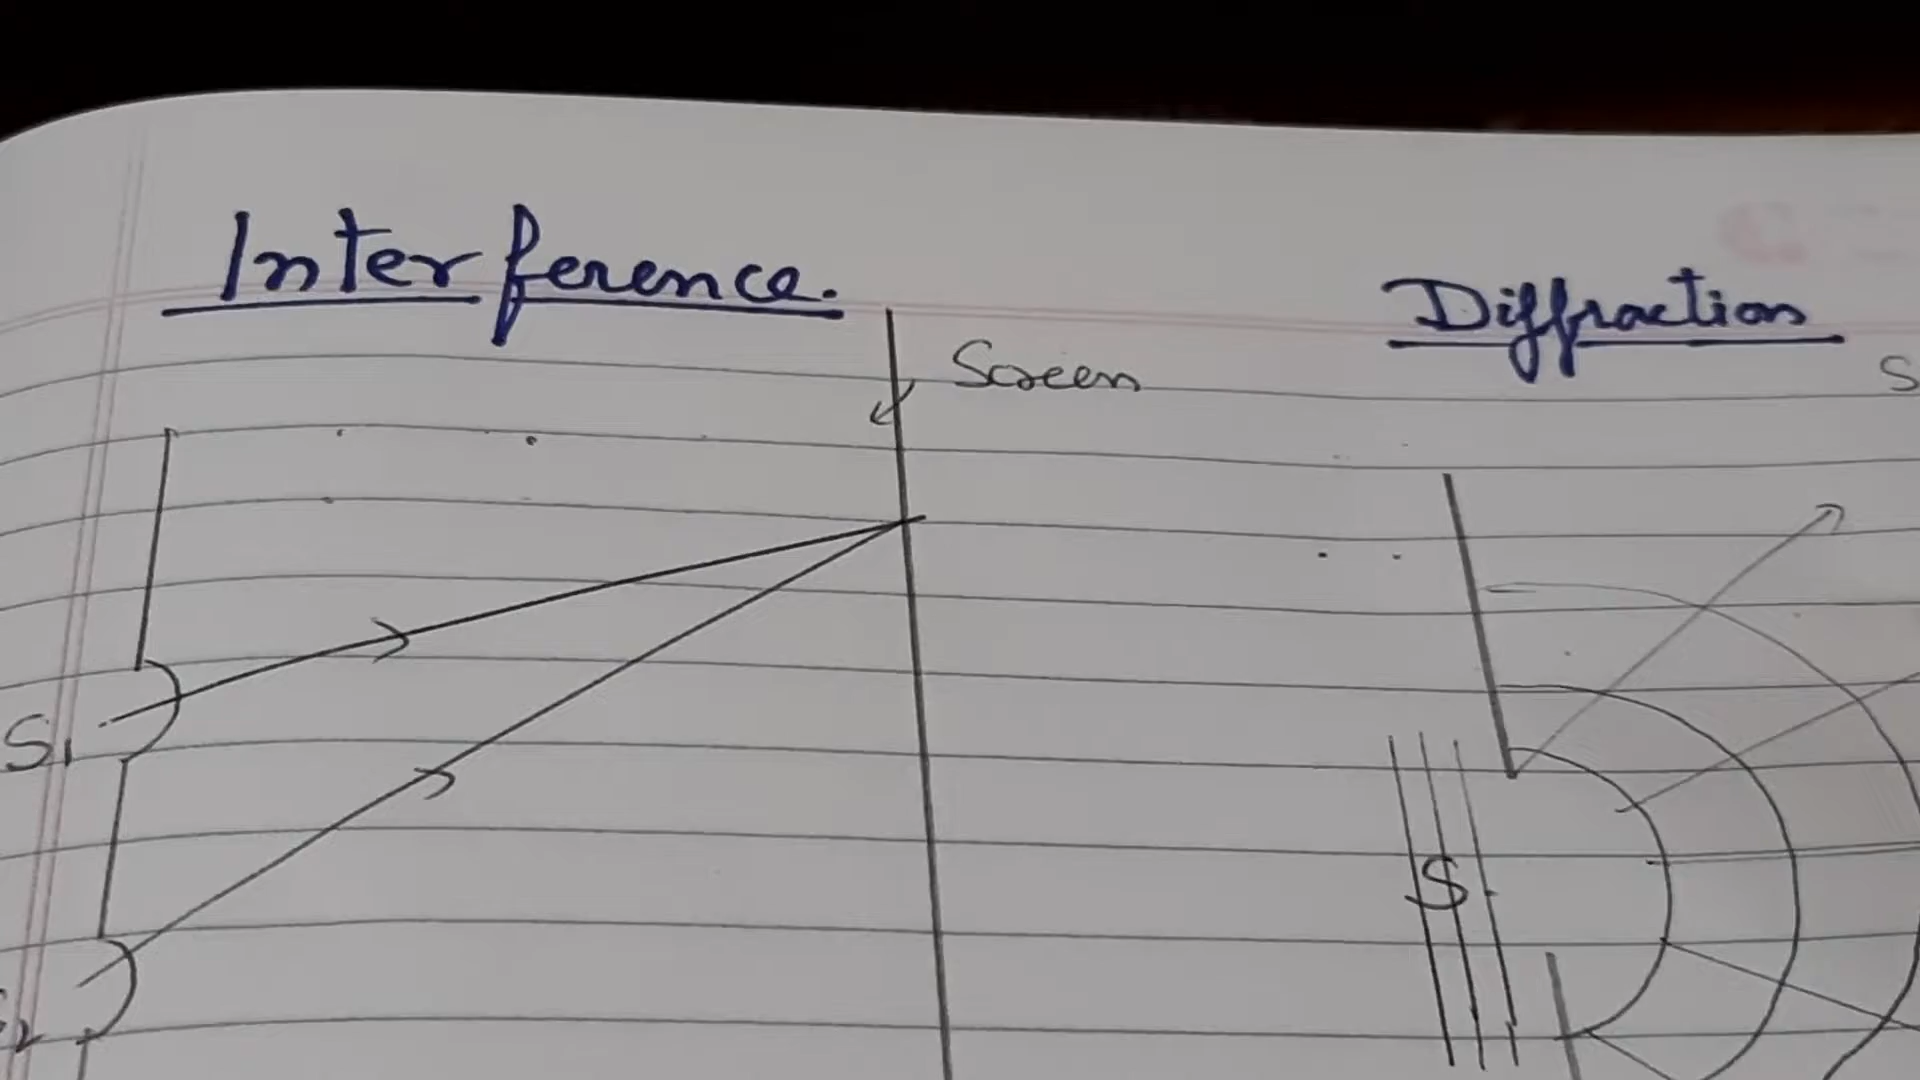 Interference.
Diffraction
Screen
S
S1
S